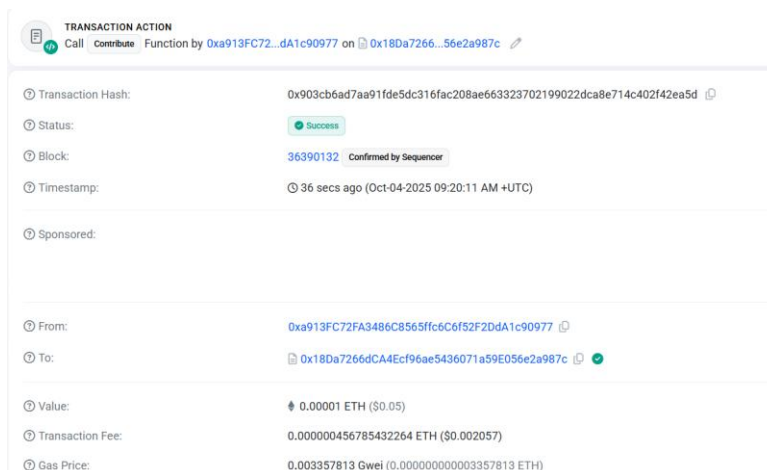 TRANSACTION ACTION
Call Contribute Function by 0xa913FC72...dA1c90977 on 0x18Da7266...56e2a987c
Transaction Hash: 0x903cb6ad7aa91fde5dc316fac208ae663323702199022dca8e714c402f42ea5d
Status: Success
Block: 36390132 Confirmed by Sequencer
Timestamp: 36 secs ago (Oct-04-2025 09:20:11 AM +UTC)
Sponsored:
From: 0xa913FC72FA3486C8565ffc6C6f52F2DdA1c90977
To: 0x18Da7266dCA4Ecf96ae5436071a59E056e2a987c
Value: 0.00001 ETH ($0.05)
Transaction Fee: 0.000000456785432264 ETH ($0.002057)
Gas Price: 0.003357813 Gwei (0.000000000003357813 ETH)